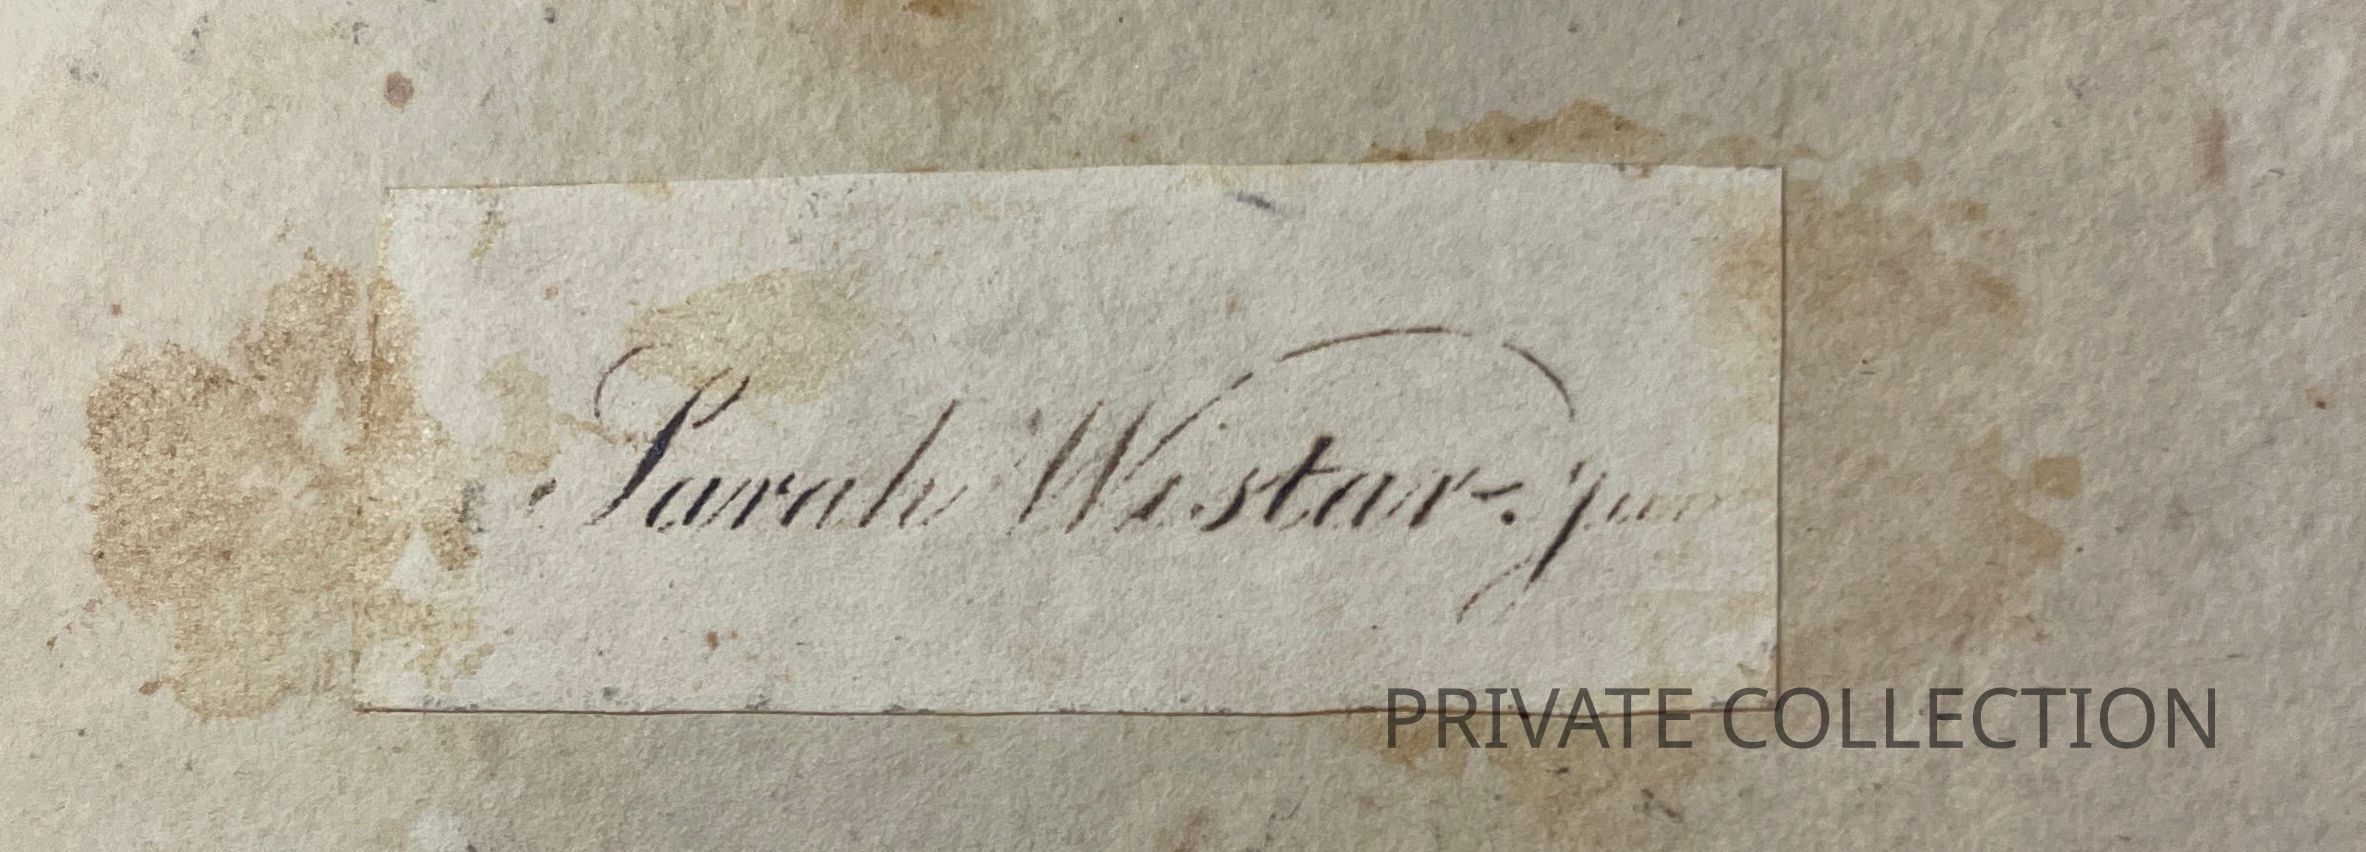 Sarah Wistar. jun
PRIVATE COLLECTION